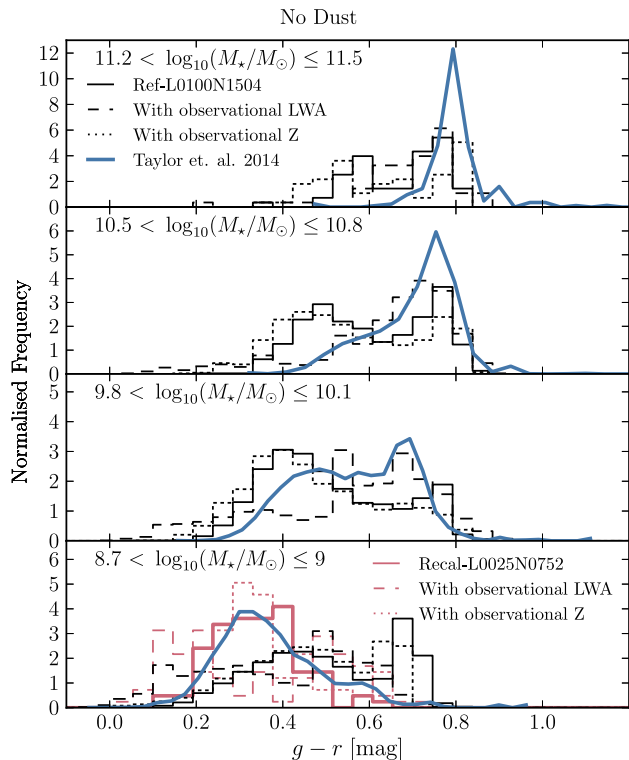 No Dust
11.2 < log₁₀(M⋆/M⊙) ≤ 11.5
Ref-L0100N1504
With observational LWA
With observational Z
Taylor et. al. 2014
12
10
8
6
4
2
0
10.5 < log₁₀(M⋆/M⊙) ≤ 10.8
6
5
4
3
2
1
0
9.8 < log₁₀(M⋆/M⊙) ≤ 10.1
5
4
3
2
1
0
8.7 < log₁₀(M⋆/M⊙) ≤ 9
Recal-L0025N0752
With observational LWA
With observational Z
6
5
4
3
2
1
0
Normalised Frequency
0.0 0.2 0.4 0.6 0.8 1.0
g − r [mag]